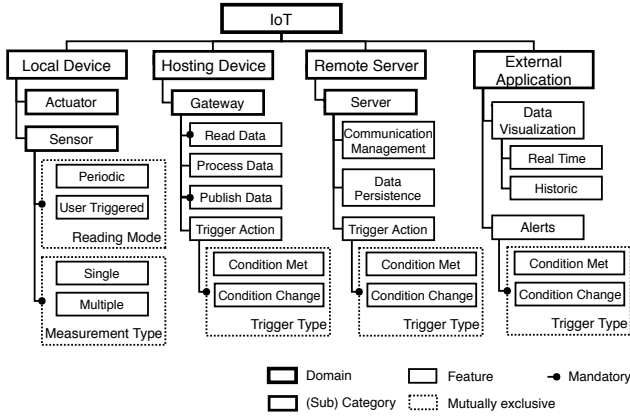 IoT
Local Device
Hosting Device
Remote Server
External
Application
Actuator
Sensor
Periodic
User Triggered
Reading Mode
Single
Multiple
Measurement Type
Gateway
Read Data
Process Data
Publish Data
Trigger Action
Condition Met
Condition Change
Trigger Type
Server
Communication
Management
Data
Persistence
Trigger Action
Condition Met
Condition Change
Trigger Type
Data
Visualization
Real Time
Historic
Alerts
Condition Met
Condition Change
Trigger Type
Domain
Feature
Mandatory
(Sub) Category
Mutually exclusive